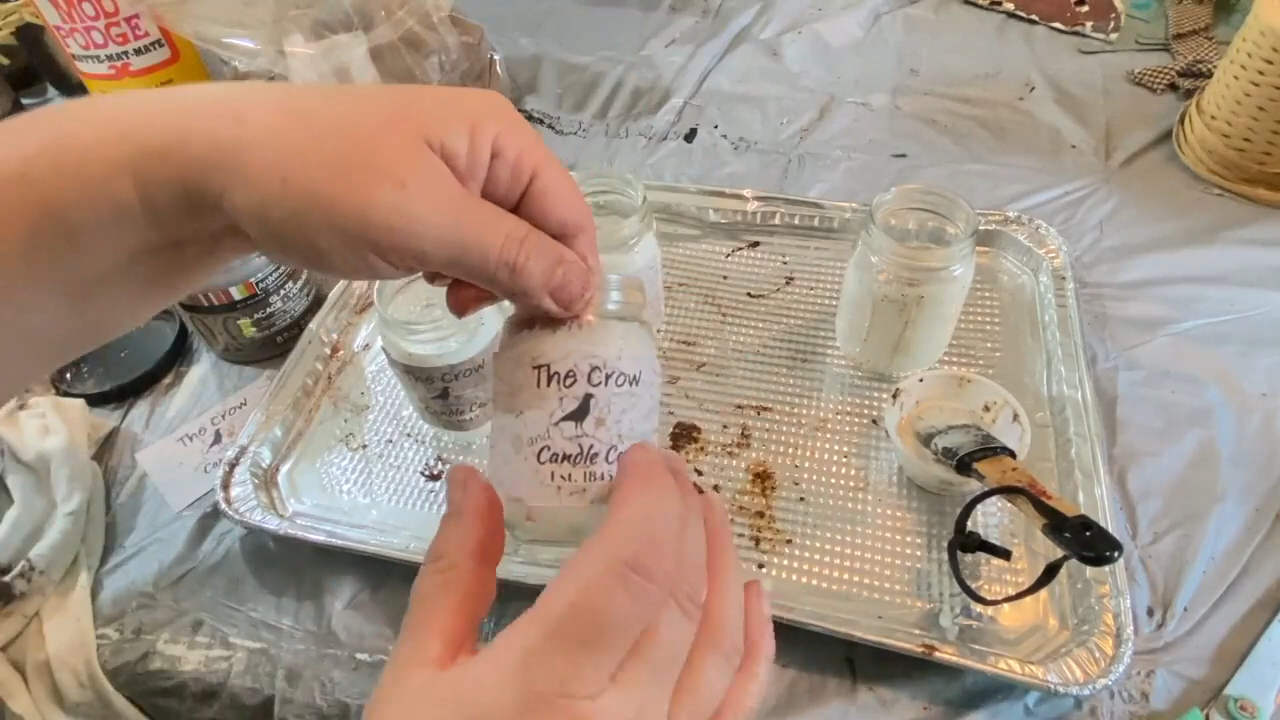 MOD
PODGE
MATTE-MAT-MATE
GLAZE
The Crow
Candle Co
The Crow
and
Candle Co
Est. 1845
The Crow